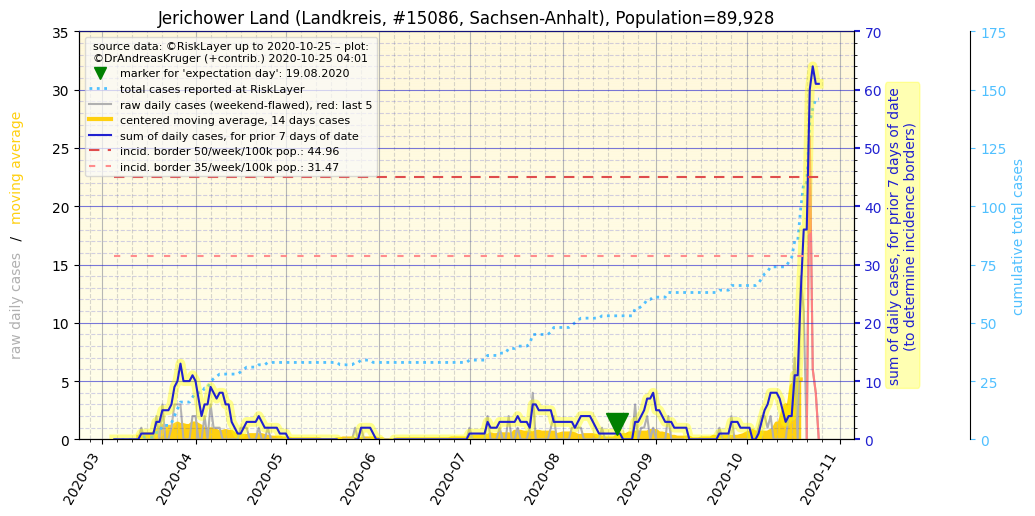 Jerichower Land (Landkreis, #15086, Sachsen-Anhalt), Population=89,928
source data: ©RiskLayer up to 2020-10-25 – plot:
©DrAndreasKruger (+contrib.) 2020-10-25 04:01
marker for 'expectation day': 19.08.2020
total cases reported at RiskLayer
raw daily cases (weekend-flawed), red: last 5
centered moving average, 14 days cases
sum of daily cases, for prior 7 days of date
incid. border 50/week/100k pop.: 44.96
incid. border 35/week/100k pop.: 31.47
raw daily cases / moving average
35
30
25
20
15
10
5
0
70
60
50
40
30
20
10
0
sum of daily cases, for prior 7 days of date
(to determine incidence borders)
175
150
125
100
75
50
25
0
cumulative total cases
2020-03
2020-04
2020-05
2020-06
2020-07
2020-08
2020-09
2020-10
2020-11